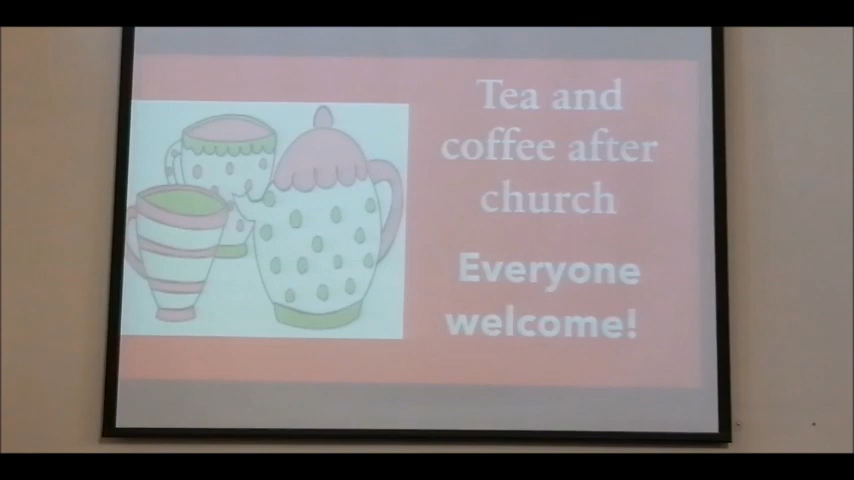 Tea and
coffee after
church
Everyone
welcome!